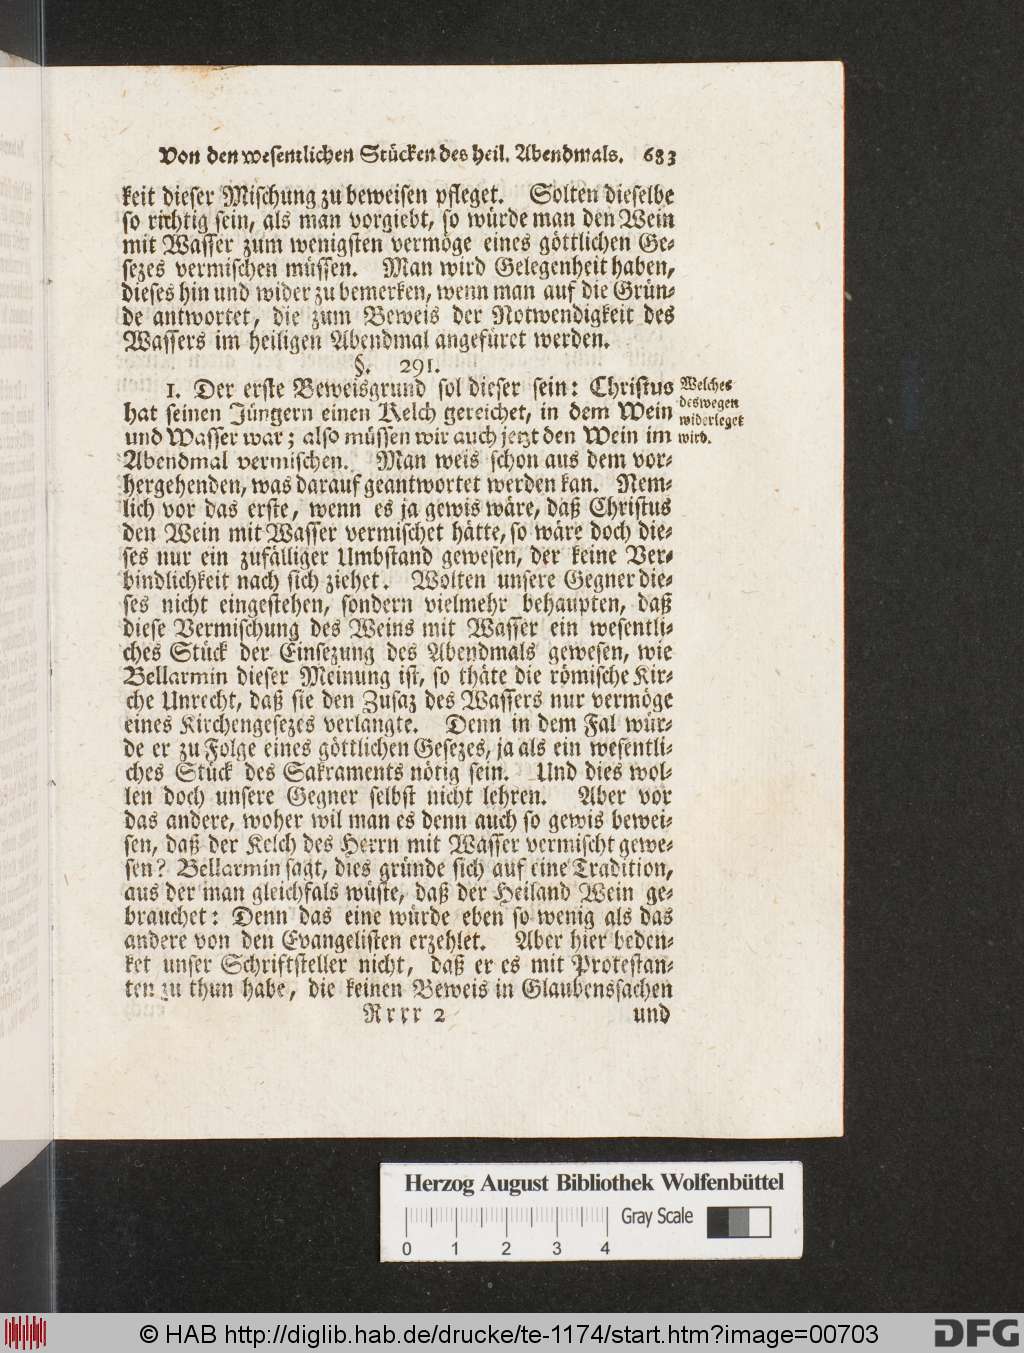 Von den wesentlichen Stücken des heil. Abendmals. 683
keit dieser Mischung zu beweisen pfleget. Solten dieselbe
so richtig sein, als man vorgiebt, so würde man den Wein
mit Wasser zum wenigsten vermöge eines göttlichen Ge-
sezes vermischen müssen. Man wird Gelegenheit haben,
dieses hin und wider zu bemerken, wenn man auf die Grün-
de antwortet, die zum Beweis der Notwendigkeit des
Wassers im heiligen Abendmal angefüret werden.
§. 291.
1. Der erste Beweisgrund sol dieser sein: Christus
hat seinen Jüngern einen Kelch gereichet, in dem Wein
und Wasser war; also müssen wir auch jetzt den Wein im
Abendmal vermischen. Man weis schon aus dem vor-
hergehenden, was darauf geantwortet werden kan. Nem-
lich vor das erste, wenn es ja gewis wäre, daß Christus
den Wein mit Wasser vermischet hätte, so wäre doch die-
ses nur ein zufälliger Umbstand gewesen, der keine Ver-
bindlichkeit nach sich ziehet. Wolten unsere Gegner die-
ses nicht eingestehen, sondern vielmehr behaupten, daß
diese Vermischung des Weins mit Wasser ein wesentli-
ches Stück der Einsezung des Abendmals gewesen, wie
Bellarmin dieser Meinung ist, so thäte die römische Kir-
che Unrecht, daß sie den Zusaz des Wassers nur vermöge
eines Kirchengesezes verlangte. Denn in dem Fal wür-
de er zu Folge eines göttlichen Gesezes, ja als ein wesentli-
ches Stück des Sakraments nötig sein. Und dies wol-
len doch unsere Gegner selbst nicht lehren. Aber vor
das andere, woher wil man es denn auch so gewis bewei-
sen, daß der Kelch des Herrn mit Wasser vermischt gewe-
sen? Bellarmin sagt, dies gründe sich auf eine Tradition,
aus der man gleichfals wüste, daß der Heiland Wein ge-
brauchet: Denn das eine würde eben so wenig als das
andere von den Evangelisten erzehlet. Aber hier beden-
ket unser Schriftsteller nicht, daß er es mit Protestan-
ten zu thun habe, die keinen Beweis in Glaubenssachen
Rrrr 2 und
Welches
deswegen
widerleget
wird.
Herzog August Bibliothek Wolfenbüttel
0 1 2 3 4
Gray Scale
© HAB http://diglib.hab.de/drucke/te-1174/start.htm?image=00703
DFG